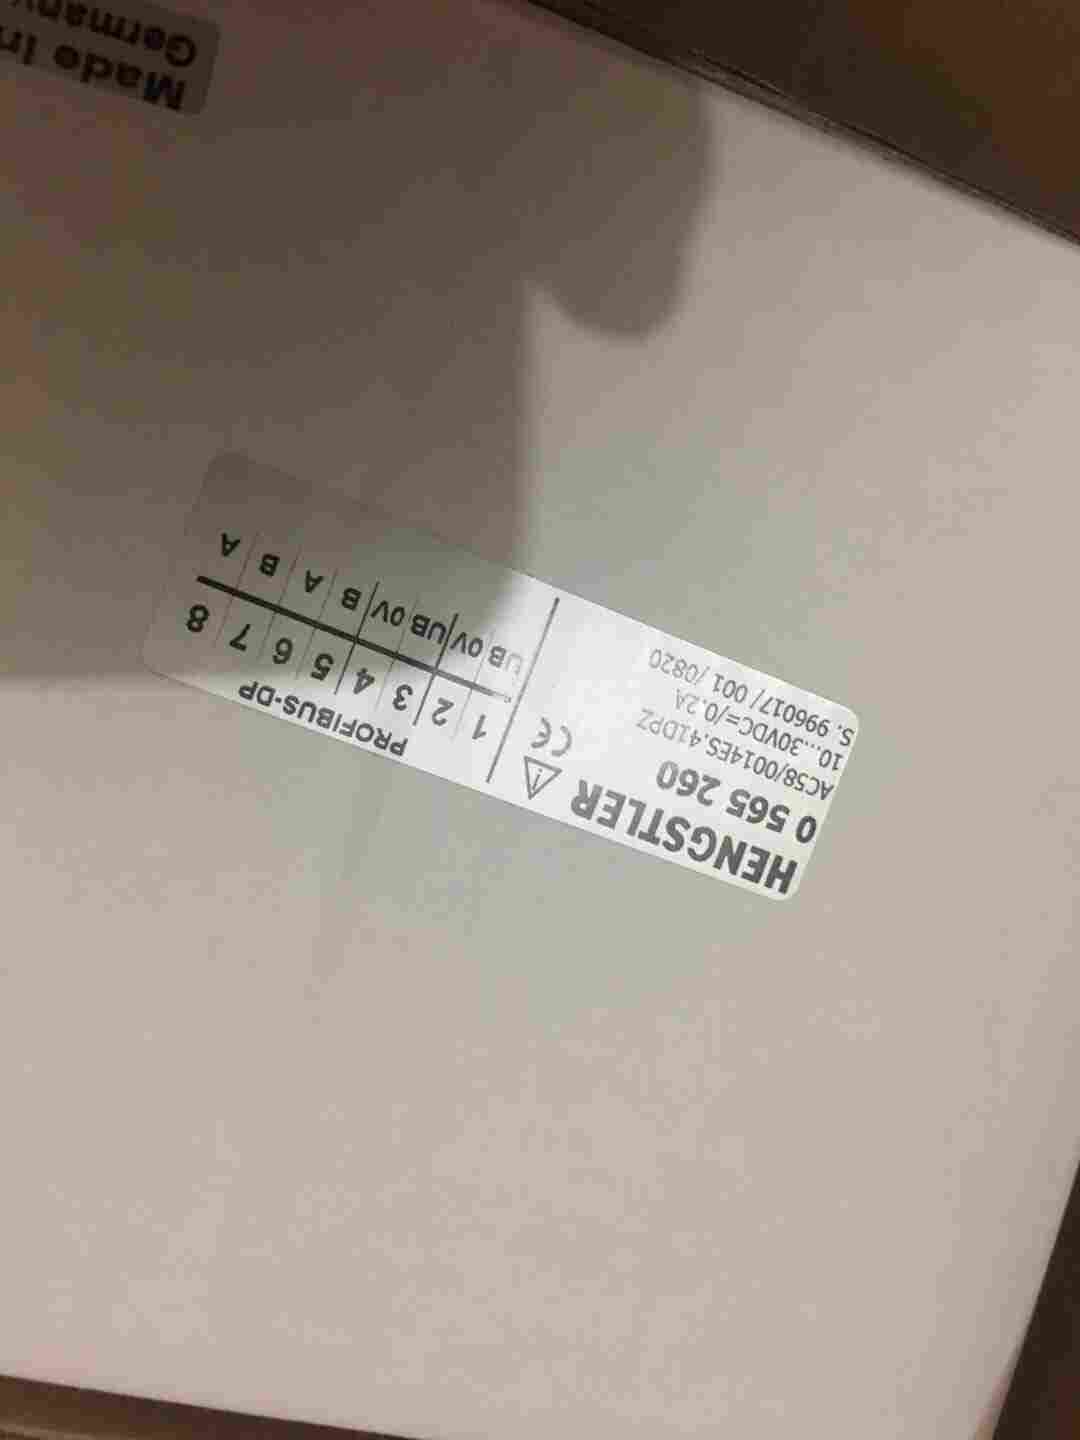 HENGSTLER
0 565 260
AC58/0014ES.41DPZ
10...30VDC=/0.2A
S. 996017/ 001 /0820
PROFIBUS-DP
1 2 3 4 5 6 7 8
UB 0V UB 0V B A B A
Made in
Germany